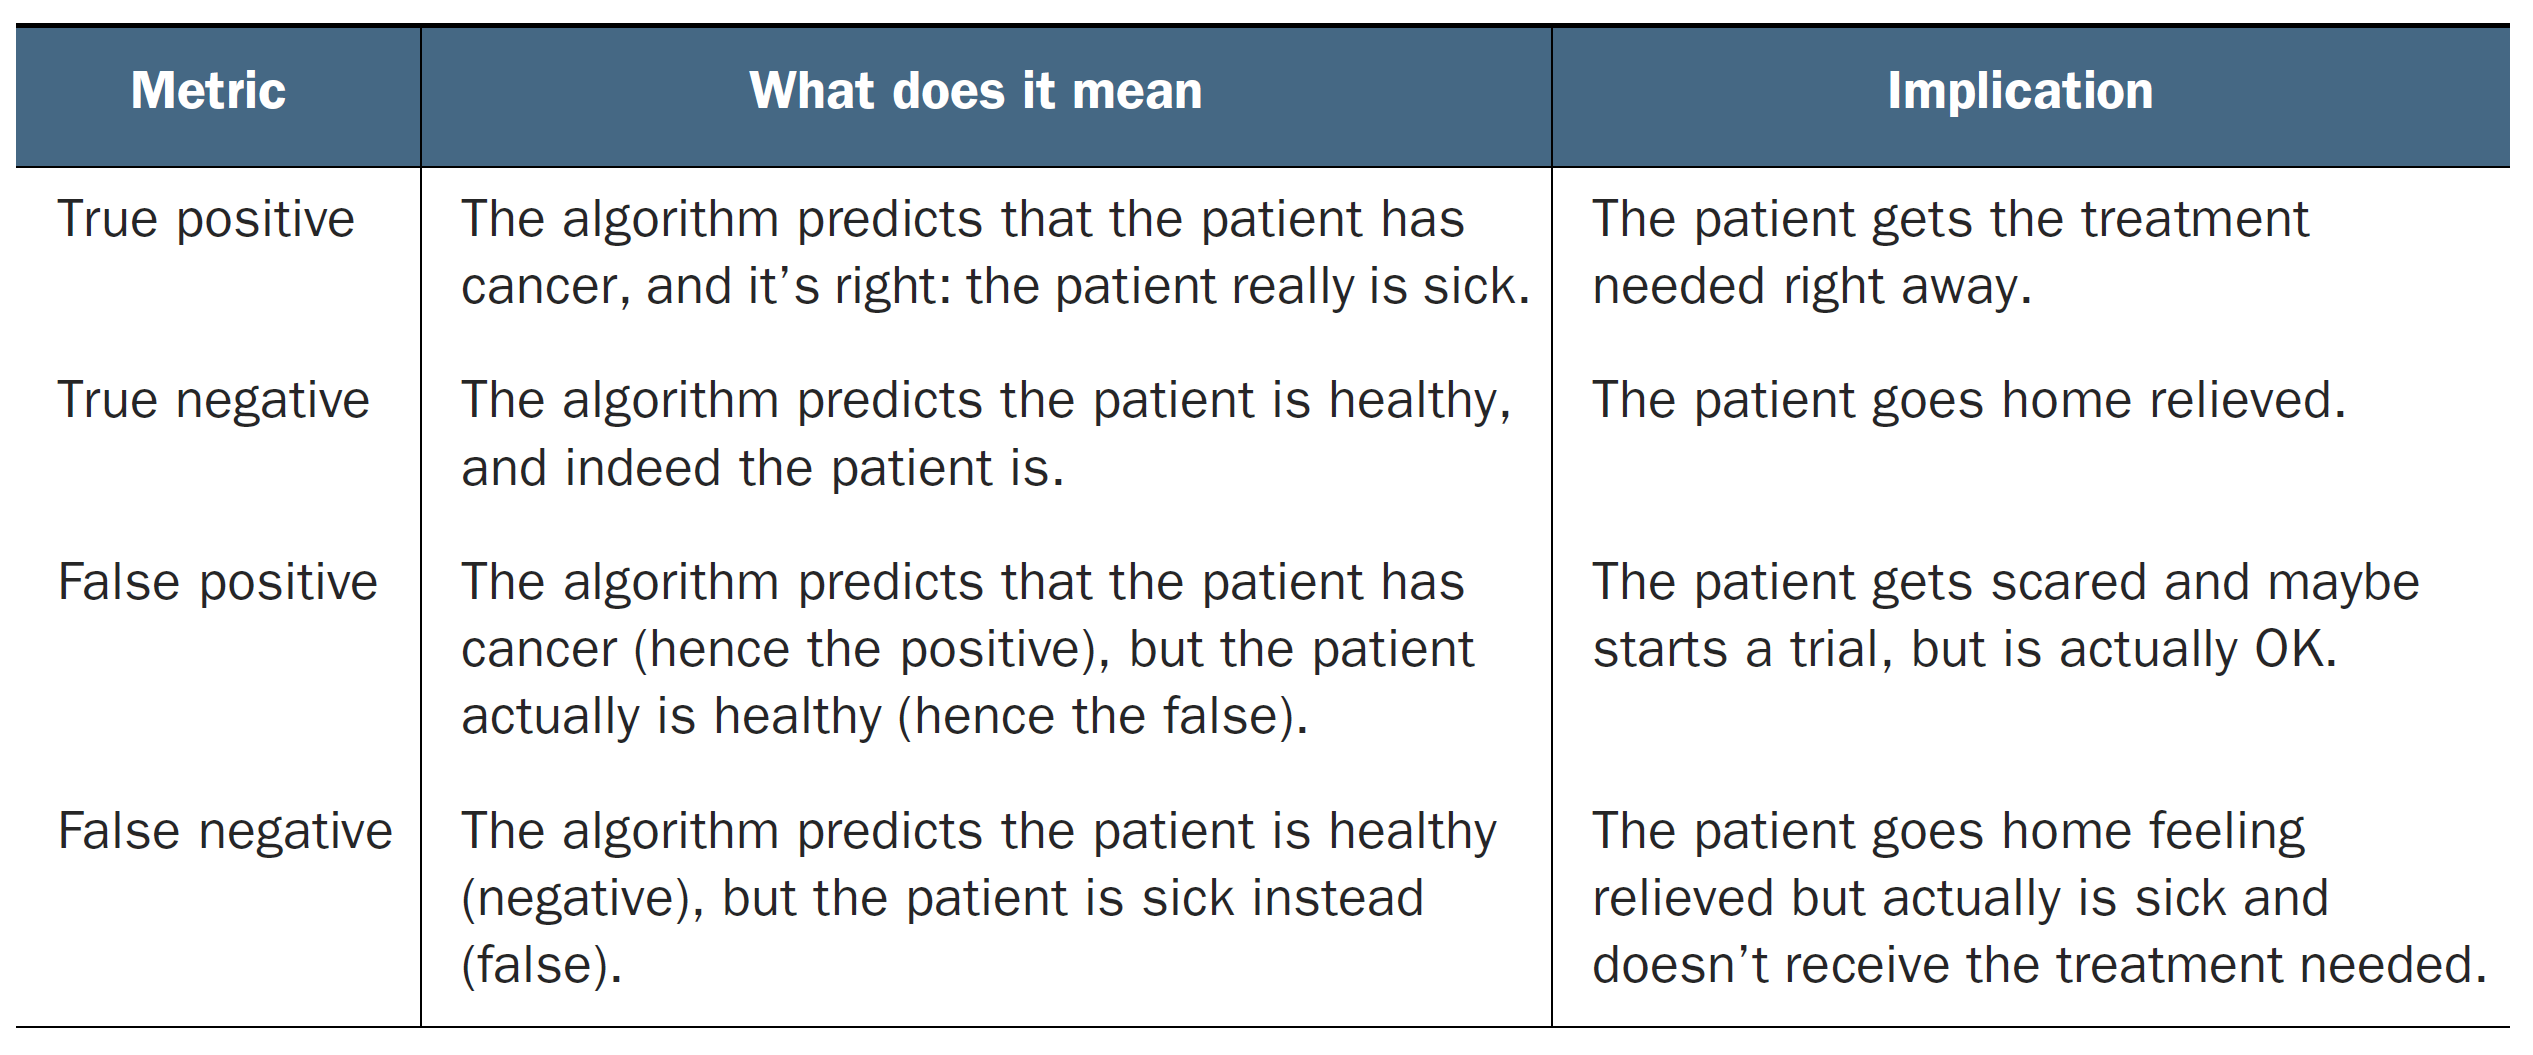 Metric
What does it mean
Implication
True positive
The algorithm predicts that the patient has
cancer, and it’s right: the patient really is sick.
The patient gets the treatment
needed right away.
True negative
The algorithm predicts the patient is healthy,
and indeed the patient is.
The patient goes home relieved.
False positive
The algorithm predicts that the patient has
cancer (hence the positive), but the patient
actually is healthy (hence the false).
The patient gets scared and maybe
starts a trial, but is actually OK.
False negative
The algorithm predicts the patient is healthy
(negative), but the patient is sick instead
(false).
The patient goes home feeling
relieved but actually is sick and
doesn’t receive the treatment needed.